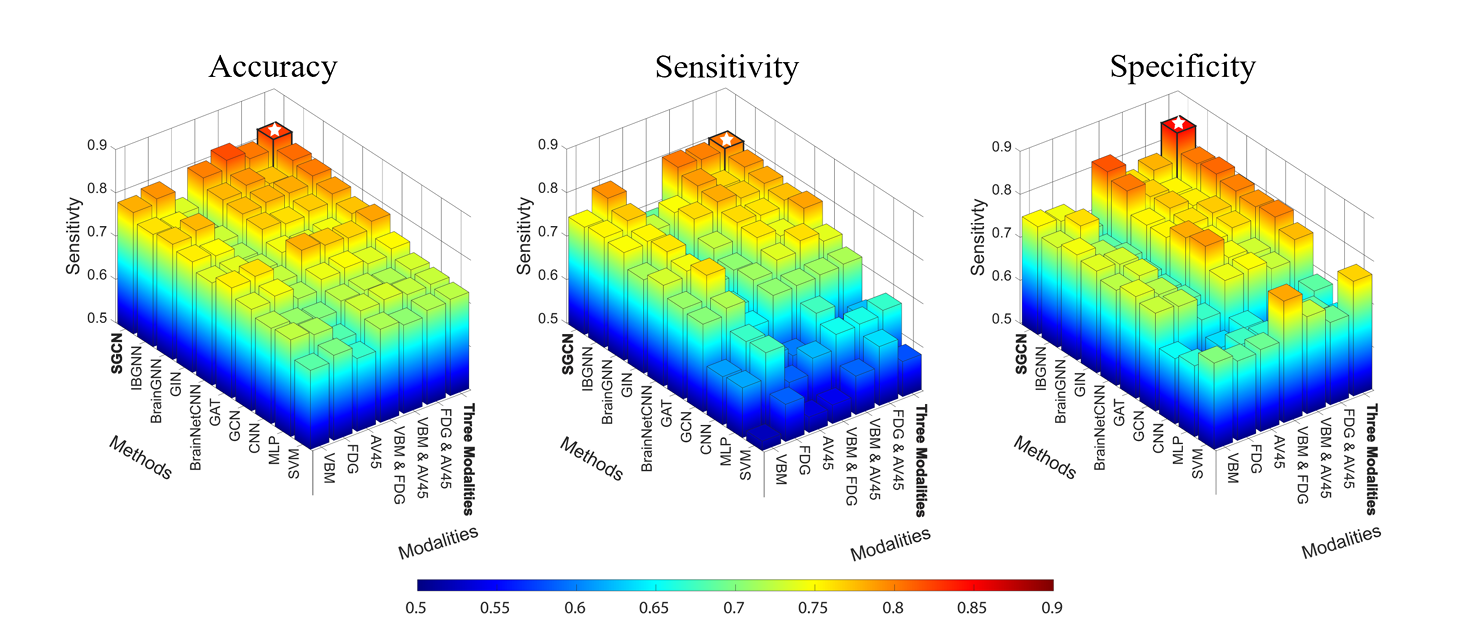 Accuracy
Sensitivity
Specificity
0.9
0.8
0.7
0.6
0.5
Sensitivty
SGCN
IBGNN
BrainGNN
GIN
BrainNetCNN
GAT
GCN
CNN
MLP
SVM
Methods
VBM
FDG
AV45
VBM & FDG
VBM & AV45
FDG & AV45
Three Modalities
Modalities
0.9
0.8
0.7
0.6
0.5
Sensitivty
SGCN
IBGNN
BrainGNN
GIN
BrainNetCNN
GAT
GCN
CNN
MLP
SVM
Methods
VBM
FDG
AV45
VBM & FDG
VBM & AV45
FDG & AV45
Three Modalities
Modalities
0.9
0.8
0.7
0.6
0.5
Sensitivty
SGCN
IBGNN
BrainGNN
GIN
BrainNetCNN
GAT
GCN
CNN
MLP
SVM
Methods
VBM
FDG
AV45
VBM & FDG
VBM & AV45
FDG & AV45
Three Modalities
Modalities
0.5 0.55 0.6 0.65 0.7 0.75 0.8 0.85 0.9